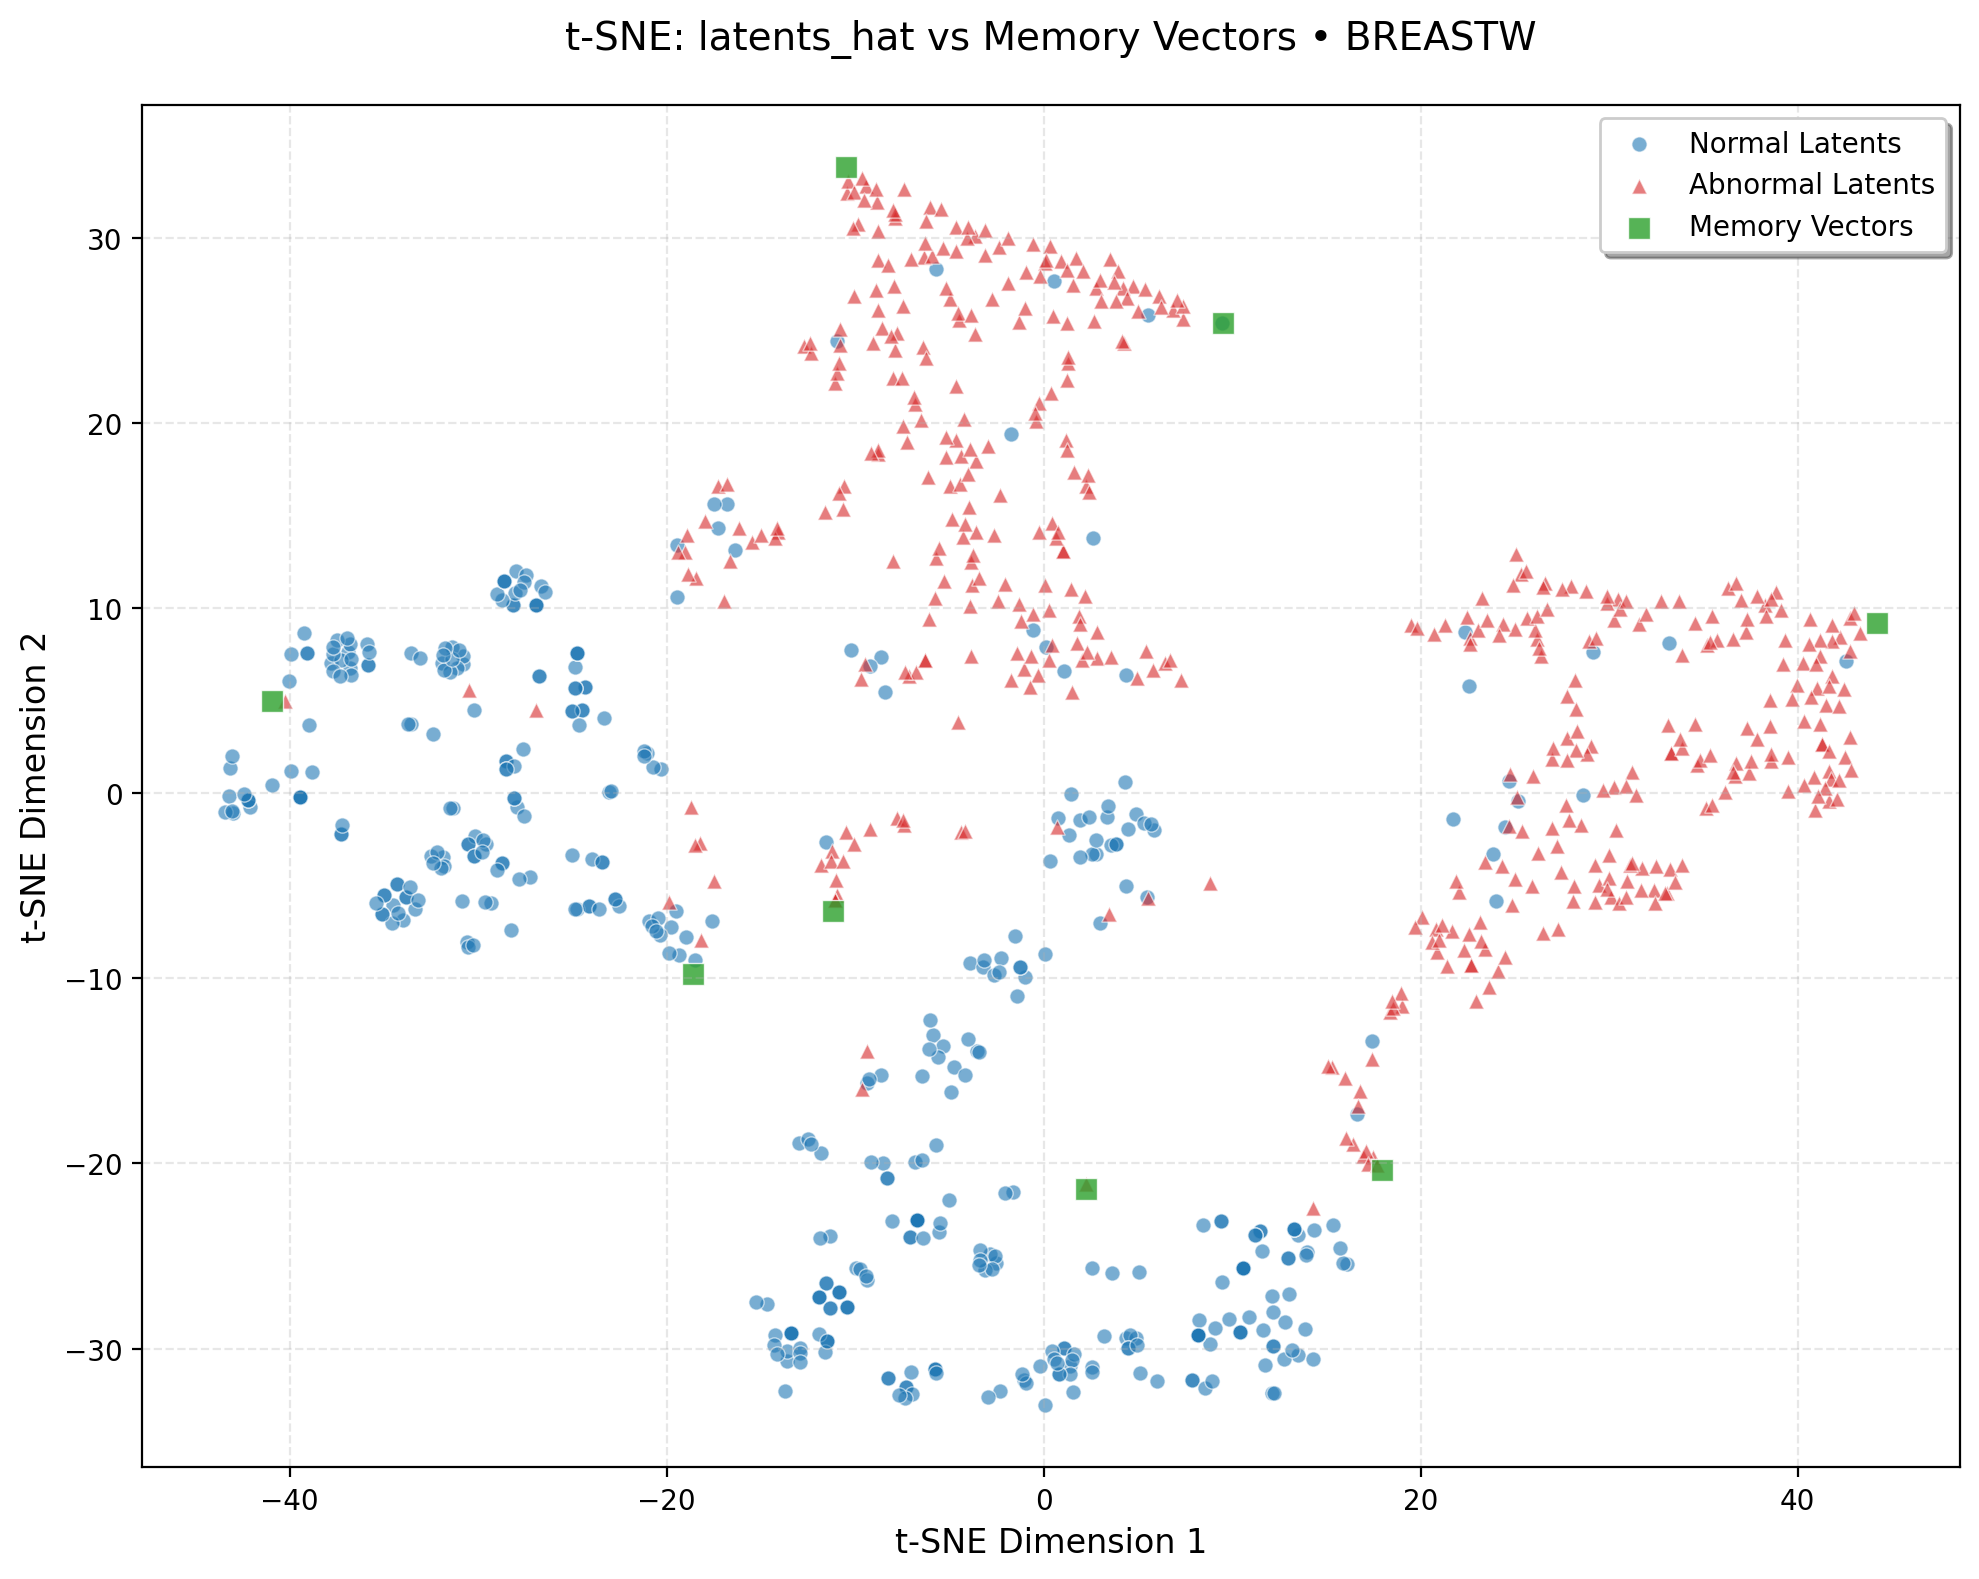 t-SNE: latents_hat vs Memory Vectors • BREASTW
Normal Latents
Abnormal Latents
Memory Vectors
30
20
10
0
−10
−20
−30
t-SNE Dimension 2
−40
−20
0
20
40
t-SNE Dimension 1